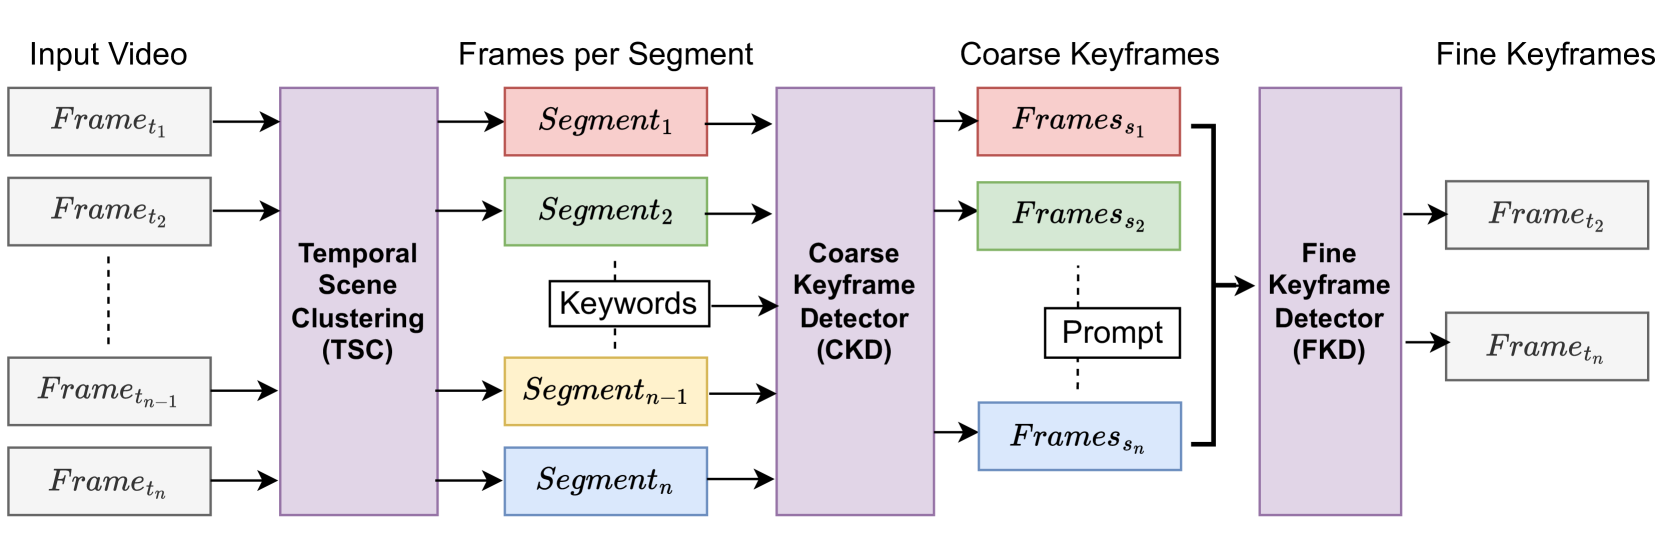 Input Video
Frames per Segment
Coarse Keyframes
Fine Keyframes
Frame_{t_1}
Frame_{t_2}
Frame_{t_{n-1}}
Frame_{t_n}
Temporal
Scene
Clustering
(TSC)
Segment_1
Segment_2
Keywords
Segment_{n-1}
Segment_n
Coarse
Keyframe
Detector
(CKD)
Frames_{s_1}
Frames_{s_2}
Prompt
Frames_{s_n}
Fine
Keyframe
Detector
(FKD)
Frame_{t_2}
Frame_{t_n}